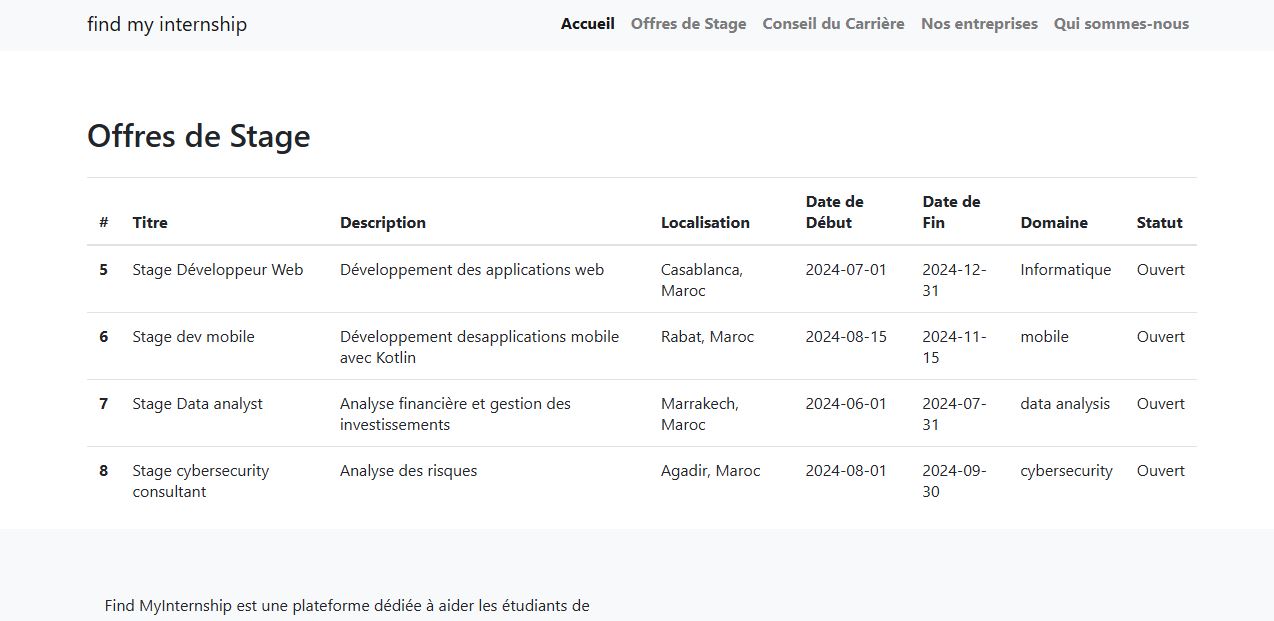 find my internship
Accueil Offres de Stage Conseil du Carrière Nos entreprises Qui sommes-nous
Offres de Stage
# Titre Description Localisation Date de Début Date de Fin Domaine Statut
5 Stage Développeur Web Développement des applications web Casablanca, Maroc 2024-07-01 2024-12-31 Informatique Ouvert
6 Stage dev mobile Développement desapplications mobile avec Kotlin Rabat, Maroc 2024-08-15 2024-11-15 mobile Ouvert
7 Stage Data analyst Analyse financière et gestion des investissements Marrakech, Maroc 2024-06-01 2024-07-31 data analysis Ouvert
8 Stage cybersecurity consultant Analyse des risques Agadir, Maroc 2024-08-01 2024-09-30 cybersecurity Ouvert
Find MyInternship est une plateforme dédiée à aider les étudiants de